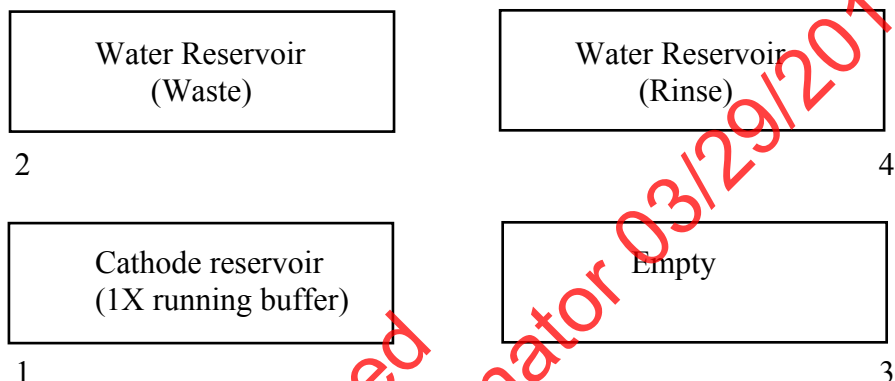 Water Reservoir
(Waste)
Water Reservoir
(Rinse)
2
4
Cathode reservoir
(1X running buffer)
Empty
1
3